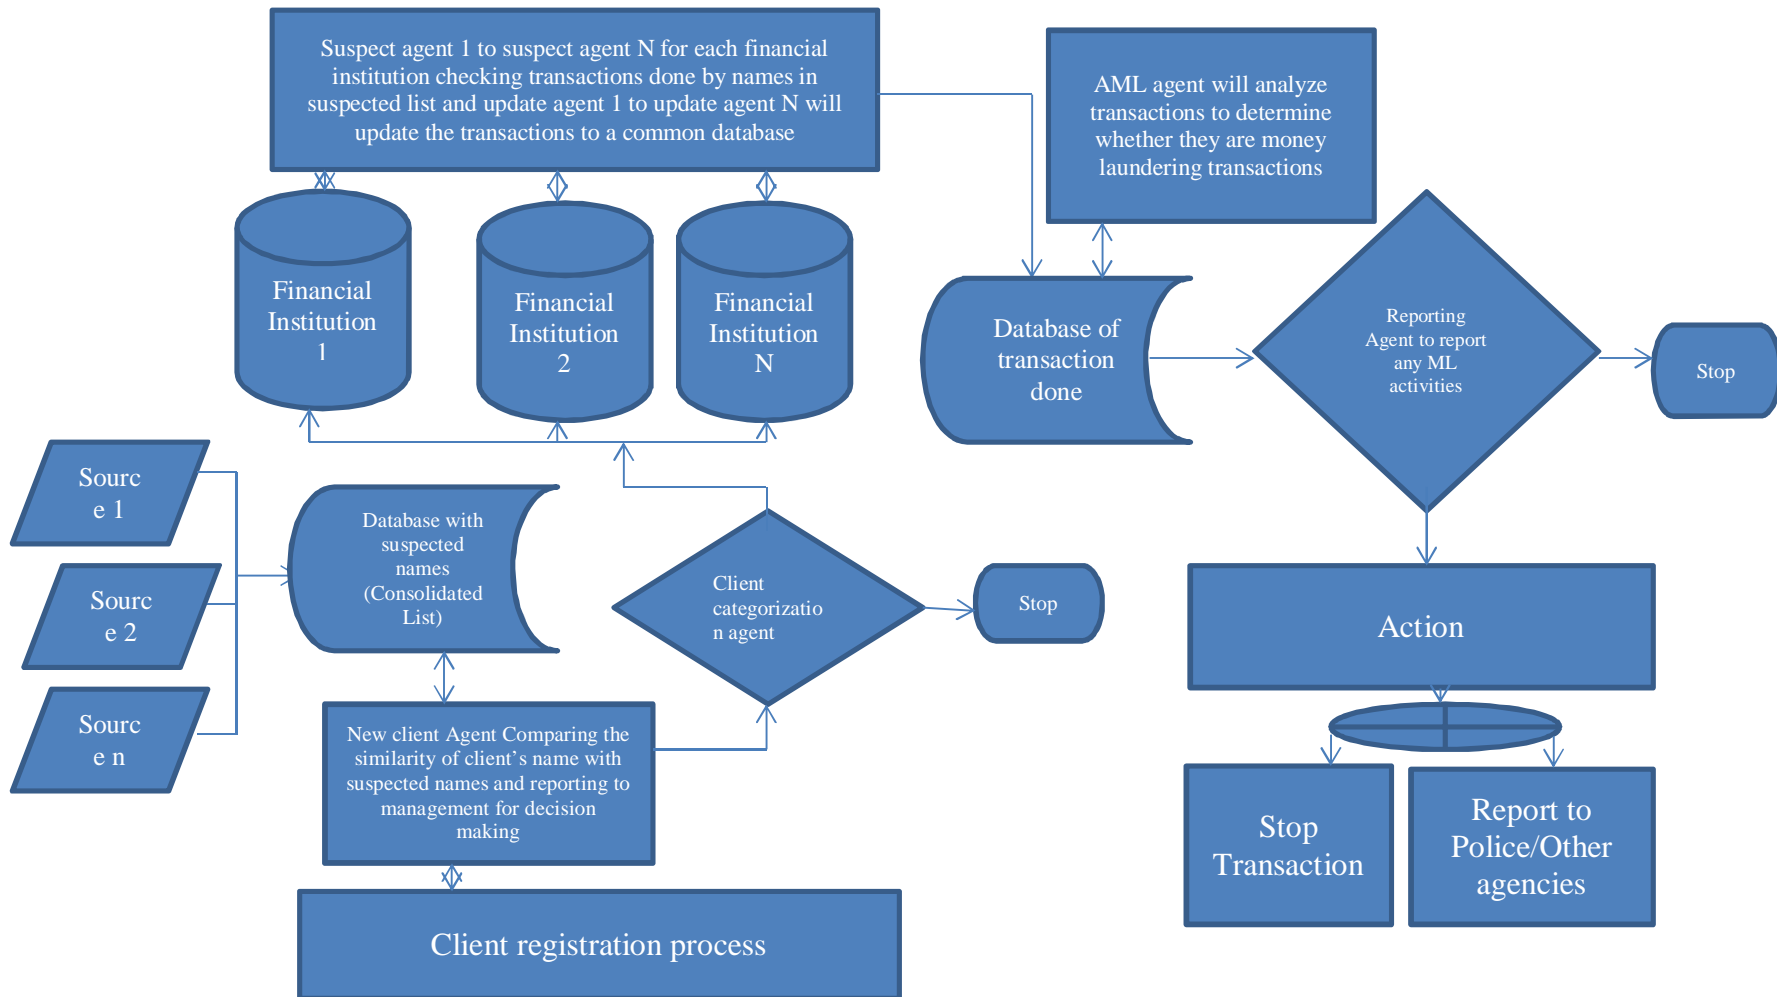 Suspect agent 1 to suspect agent N for each financial
institution checking transactions done by names in
suspected list and update agent 1 to update agent N will
update the transactions to a common database
AML agent will analyze
transactions to determine
whether they are money
laundering transactions
Financial
Institution
1
Financial
Institution
2
Financial
Institution
N
Database of
transaction
done
Reporting
Agent to report
any ML
activities
Stop
Sourc
e 1
Sourc
e 2
Sourc
e n
Database with
suspected
names
(Consolidated
List)
Client
categorizatio
n agent
Stop
Action
New client Agent Comparing the
similarity of client’s name with
suspected names and reporting to
management for decision
making
Stop
Transaction
Report to
Police/Other
agencies
Client registration process